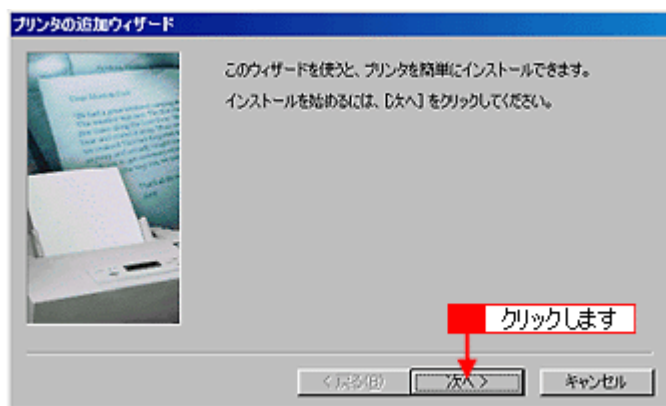 プリンタの追加ウィザード
このウィザードを使うと、プリンタを簡単にインストールできます。
インストールを始めるには、[次へ] をクリックしてください。
クリックします
< 戻る(B)
次へ >
キャンセル